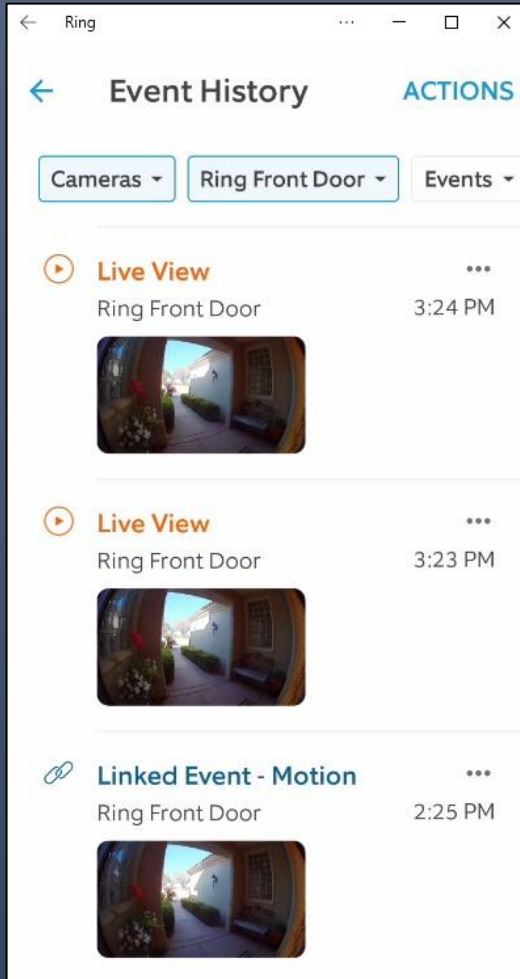 Ring
Event History ACTIONS
Cameras Ring Front Door Events
Live View
Ring Front Door 3:24 PM
Live View
Ring Front Door 3:23 PM
Linked Event - Motion
Ring Front Door 2:25 PM